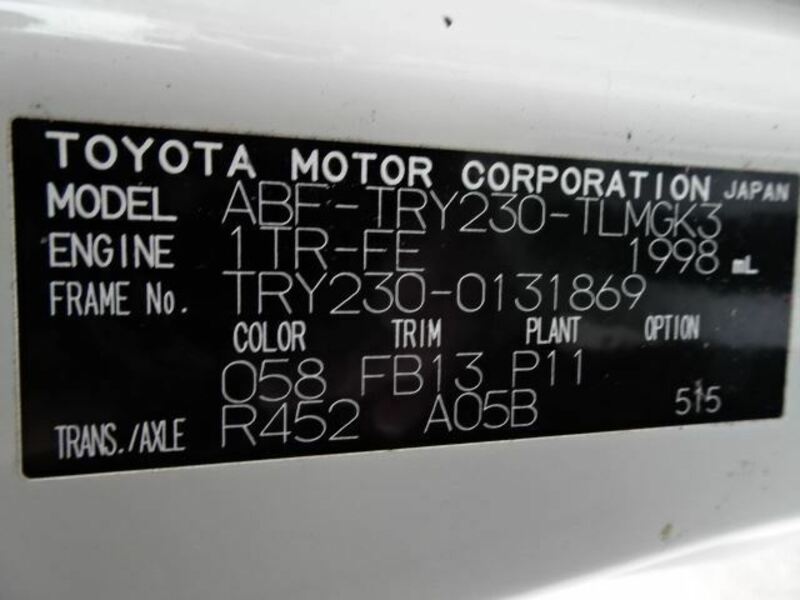 TOYOTA MOTOR CORPORATION JAPAN
MODEL ABF-TRY230-TLMGK3
ENGINE 1TR-FE 1998 mL
FRAME No. TRY230-0131869
COLOR TRIM PLANT OPTION
058 FB13 P11
TRANS./AXLE R452 A05B 515